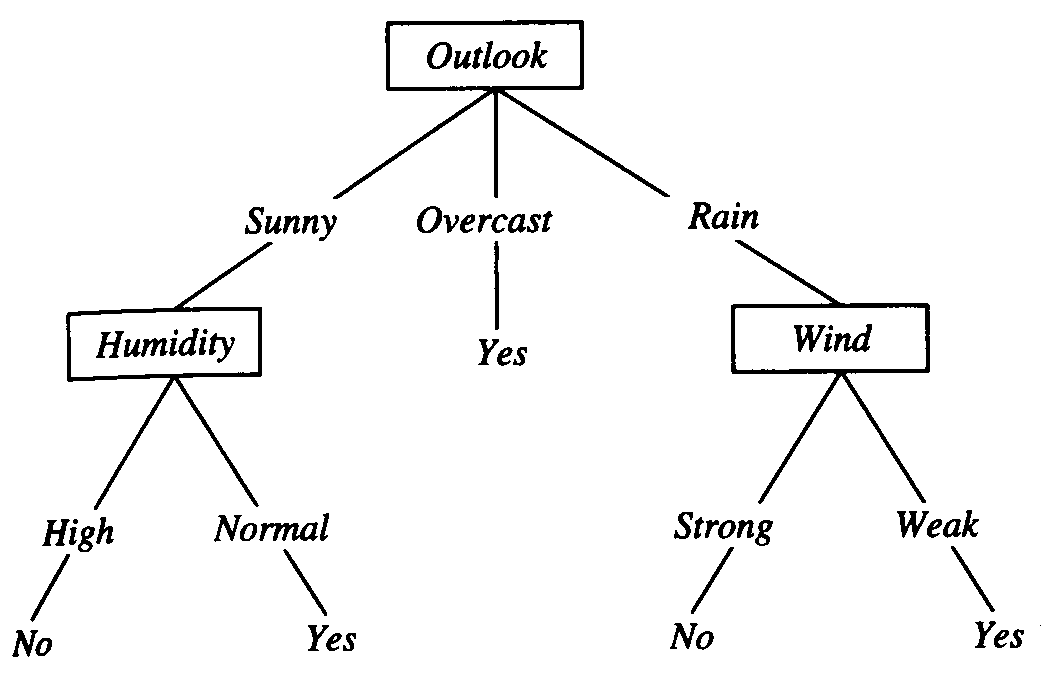 Outlook
Sunny Overcast Rain
Humidity Yes Wind
High Normal Strong Weak
No Yes No Yes